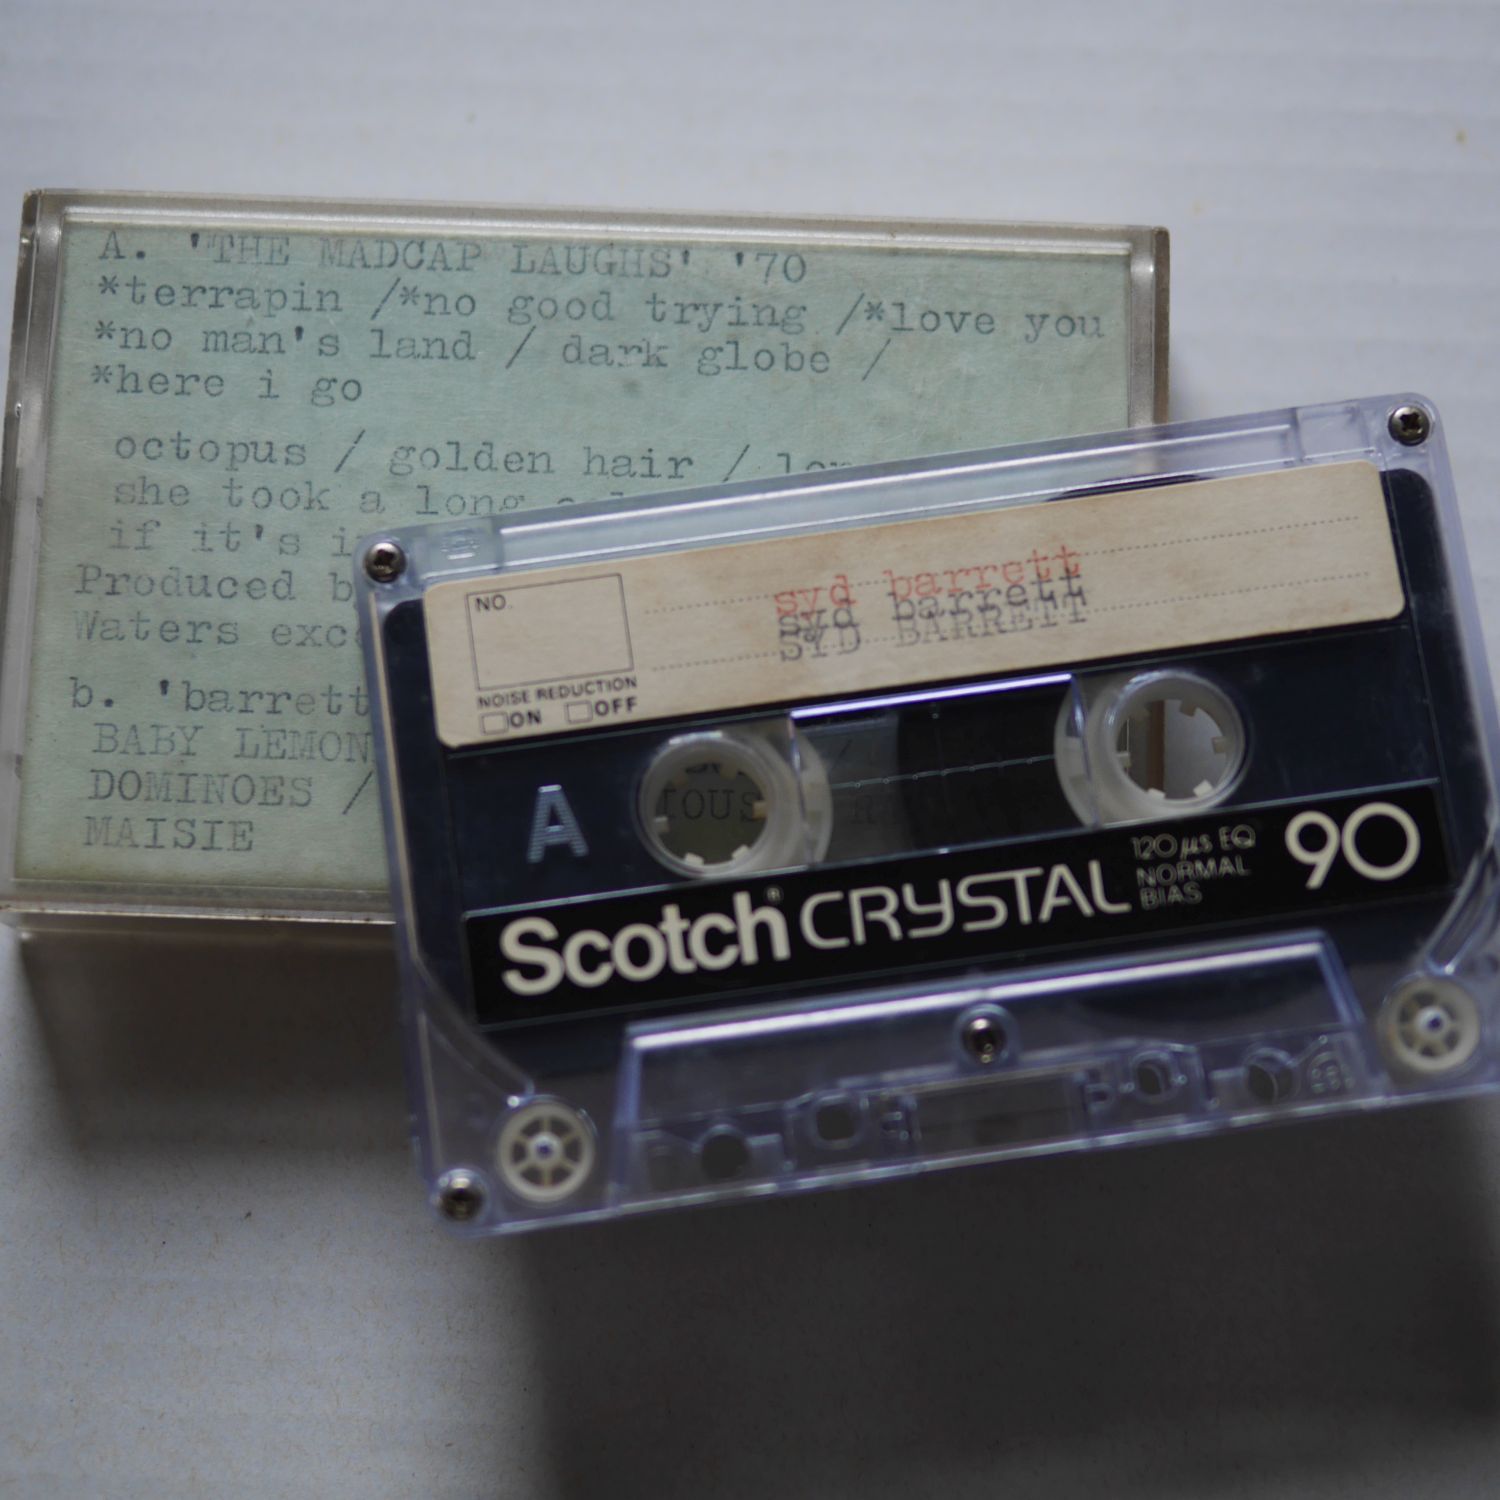 A. 'THE MADCAP LAUGHS' '70
*terrapin /*no good trying /*love you
*no man's land / dark globe /
*here i go
octopus / golden hair /
she took a long
if it's
Produced
Waters
b. 'barrett
BABY LEMON
DOMINOES /
MAISIE
NO.
syd barrett
syd barrett
SYD BARRETT
NOISE REDUCTION
ON OFF
A
IOUS
Scotch® CRYSTAL
120 µs EQ
NORMAL
BIAS
90